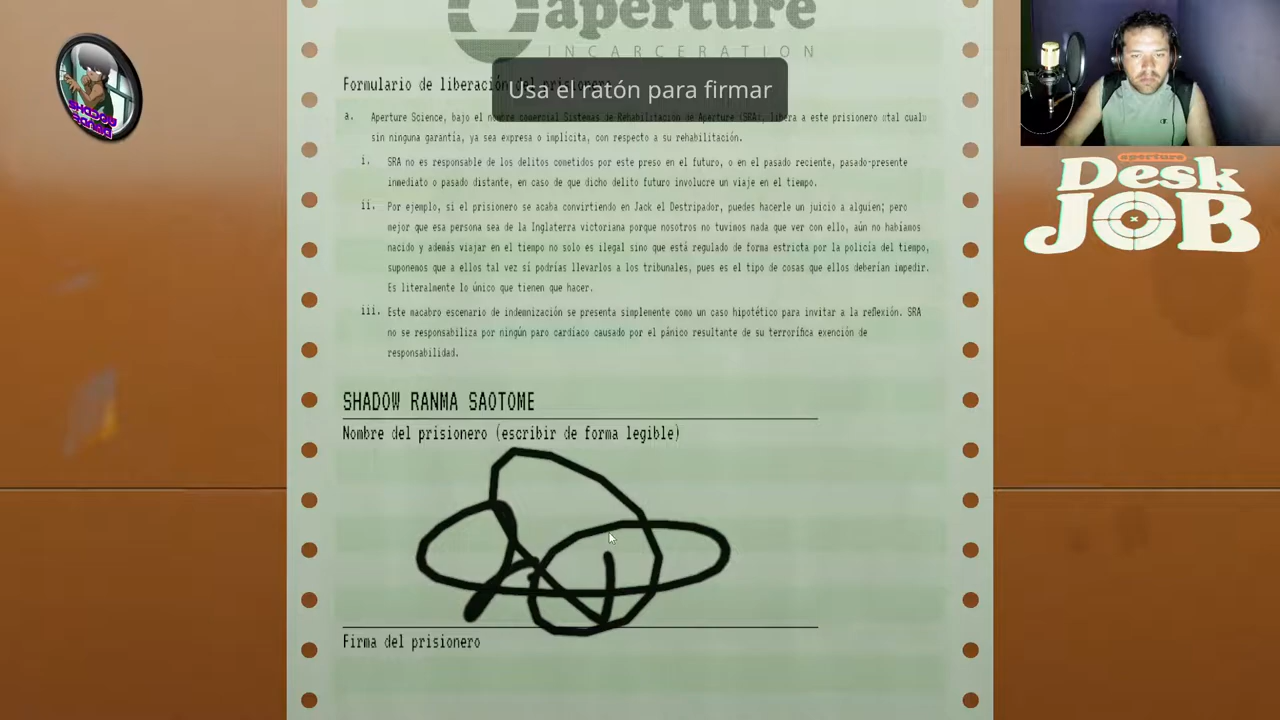 aperture
INCARCERATION
Formulario de liberación del prisionero
Usa el ratón para firmar
a. Aperture Science, bajo el nombre comercial Sistemas de Rehabilitación de Aperture (SRA), libera a este prisionero «tal cual»
sin ninguna garantía, ya sea expresa o implícita, con respecto a su rehabilitación.
i. SRA no es responsable de los delitos cometidos por este preso en el futuro, o en el pasado reciente, pasado-presente
inmediato o pasado distante, en caso de que dicho delito futuro involucre un viaje en el tiempo.
ii. Por ejemplo, si el prisionero se acaba convirtiendo en Jack el Destripador, puedes hacerle un juicio a alguien; pero
mejor que esa persona sea de la Inglaterra victoriana porque nosotros no tuvimos nada que ver con ello, aún no habíamos
nacido y además viajar en el tiempo no solo es ilegal sino que está regulado de forma estricta por la policía del tiempo,
suponemos que a ellos tal vez sí podrías llevarlos a los tribunales, pues es el tipo de cosas que ellos deberían impedir.
Es literalmente lo único que tienen que hacer.
iii. Este macabro escenario de indemnización se presenta simplemente como un caso hipotético para invitar a la reflexión. SRA
no se responsabiliza por ningún paro cardíaco causado por el pánico resultante de su terrorífica exención de
responsabilidad.
SHADOW RANMA SAOTOME
Nombre del prisionero (escribir de forma legible)
Firma del prisionero
SHADOW
RANMA
aperture
Desk
JOB